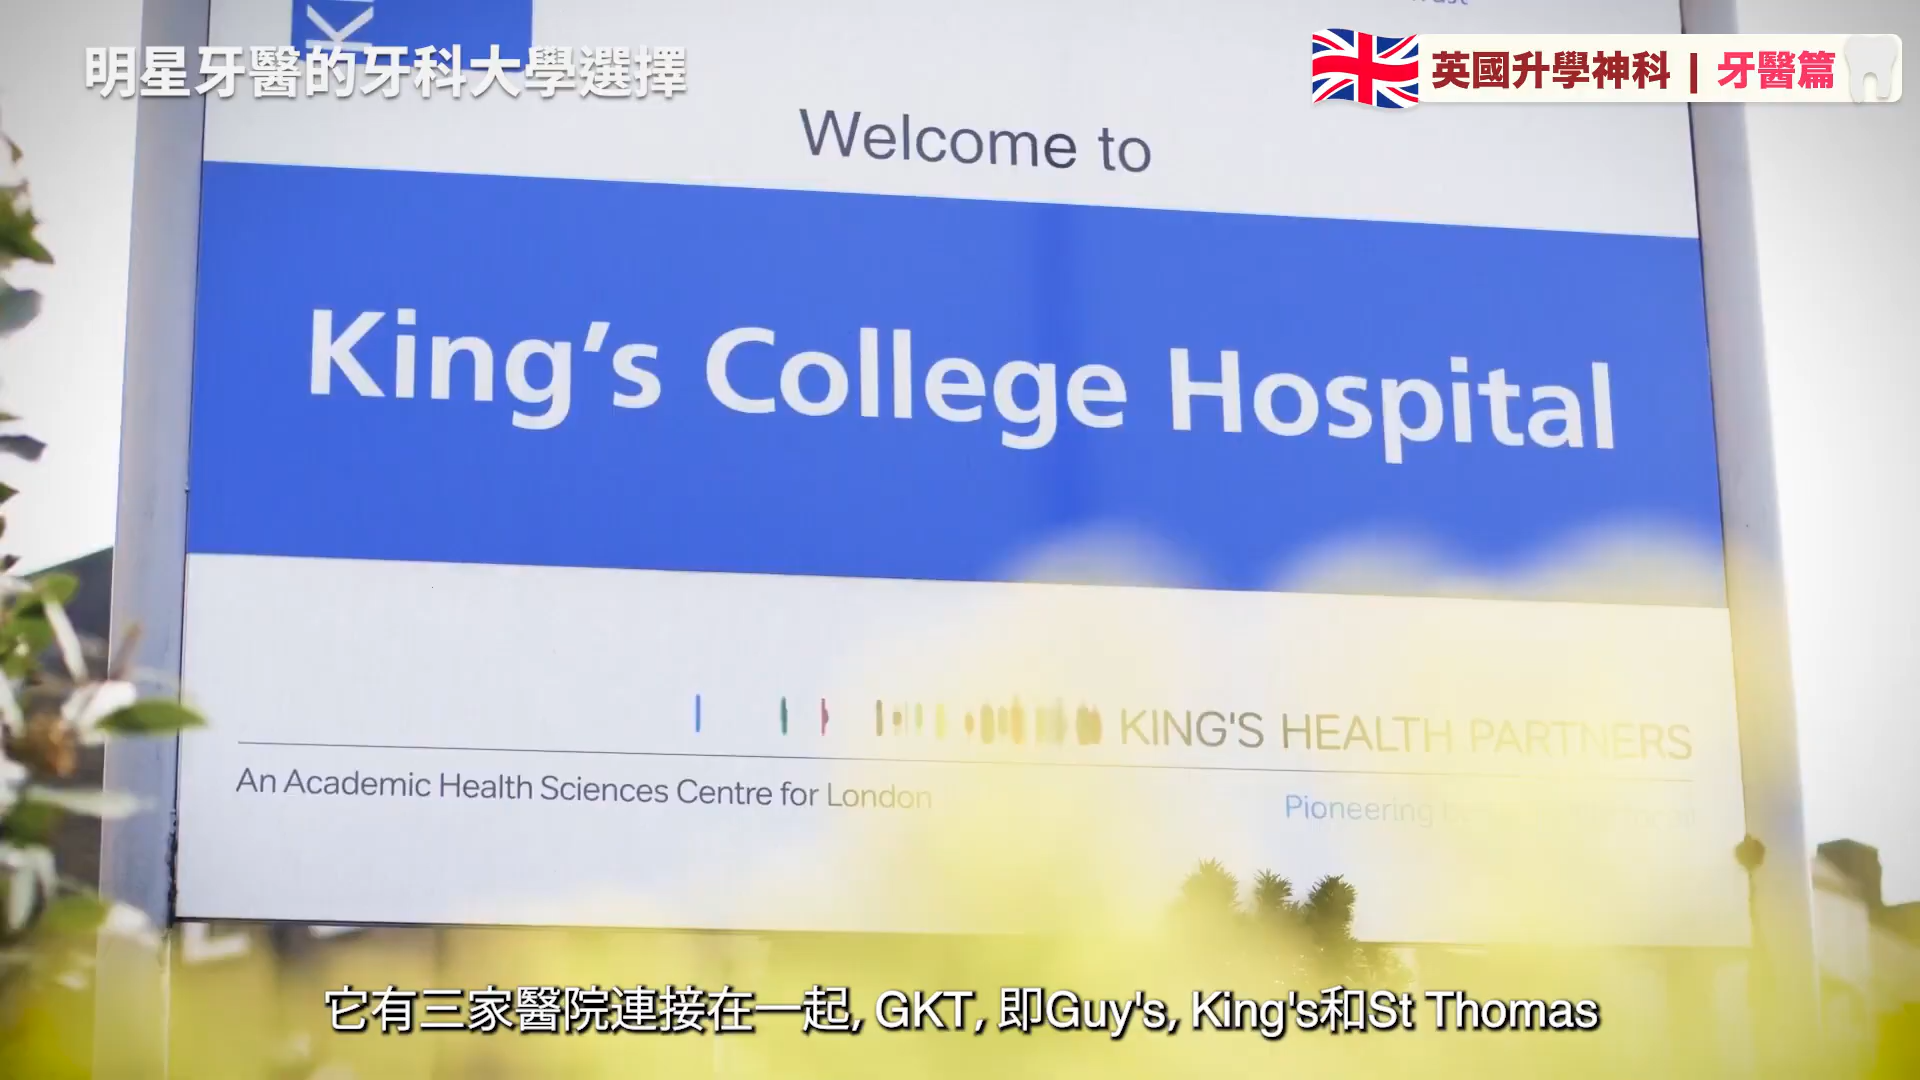 明星牙醫的牙科大學選擇
英國升學神科 | 牙醫篇
Welcome to
King's College Hospital
KING'S HEALTH PARTNERS
An Academic Health Sciences Centre for London
Pioneering
它有三家醫院連接在一起, GKT, 即Guy's, King's和St Thomas